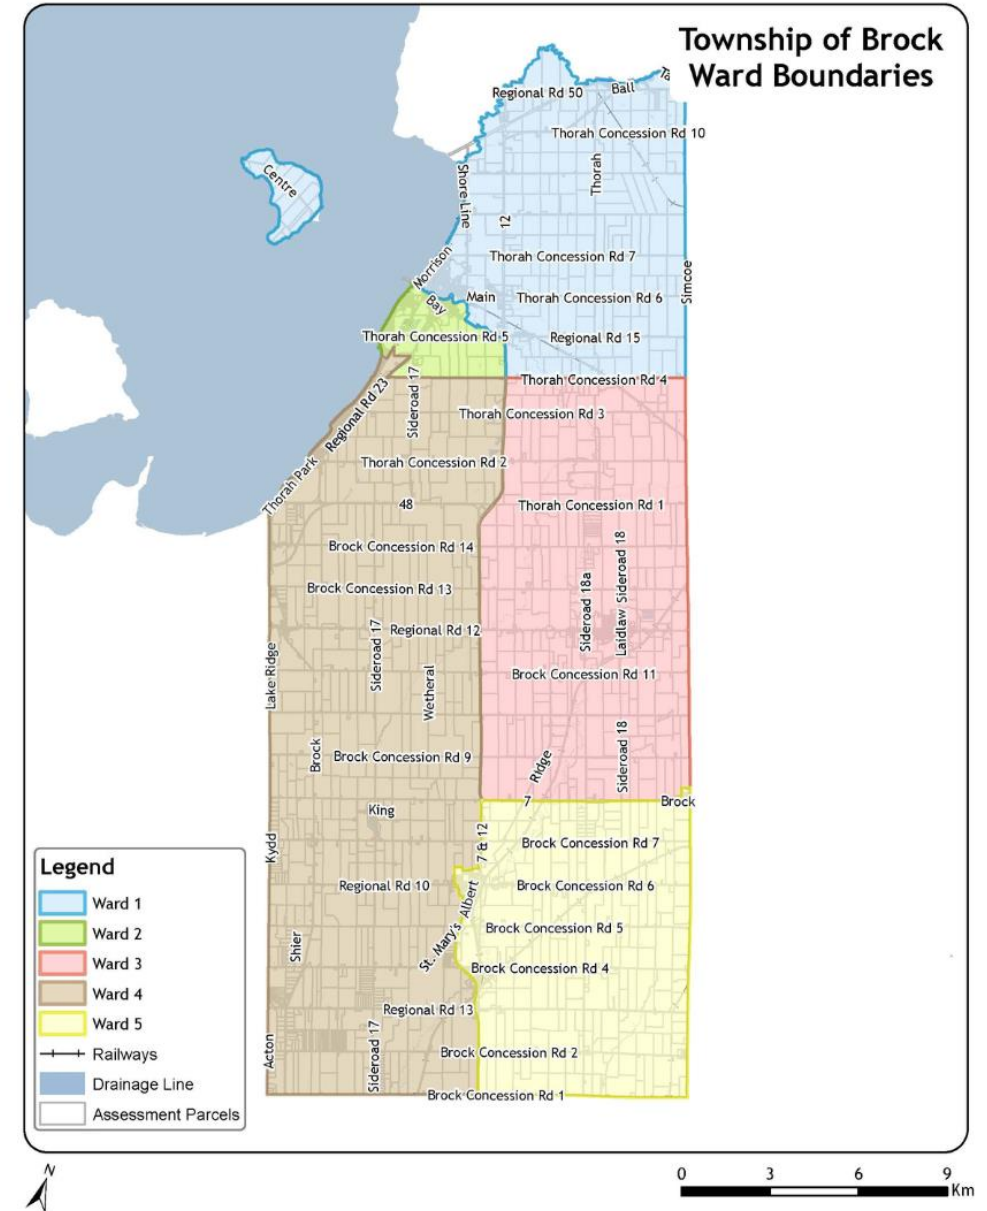 Township of Brock
Ward Boundaries
Regional Rd 50
Ball
Thorah Concession Rd 10
Thorah
Centre
Shore Line
12
Thorah Concession Rd 7
Morrison
Simcoe
Bay
Main
Thorah Concession Rd 6
Thorah Concession Rd 5
Regional Rd 15
Thorah Concession Rd 4
Regional Rd 23
Sideroad 17
Thorah Concession Rd 3
Thorah Concession Rd 2
Thorah Park
48
Thorah Concession Rd 1
Brock Concession Rd 14
Brock Concession Rd 13
Sideroad 18a
Laidlaw
Sideroad 18
Regional Rd 12
Sideroad 17
Lake Ridge
Wetheral
Brock Concession Rd 11
Brock
Brock Concession Rd 9
Ridge
Sideroad 18
7
Brock
King
Kydd
7 & 12
Brock Concession Rd 7
Regional Rd 10
Albert
Brock Concession Rd 6
Shier
St. Mary's
Brock Concession Rd 5
Brock Concession Rd 4
Regional Rd 13
Acton
Sideroad 17
Brock Concession Rd 2
Brock Concession Rd 1
Legend
Ward 1
Ward 2
Ward 3
Ward 4
Ward 5
Railways
Drainage Line
Assessment Parcels
N
0 3 6 9
Km